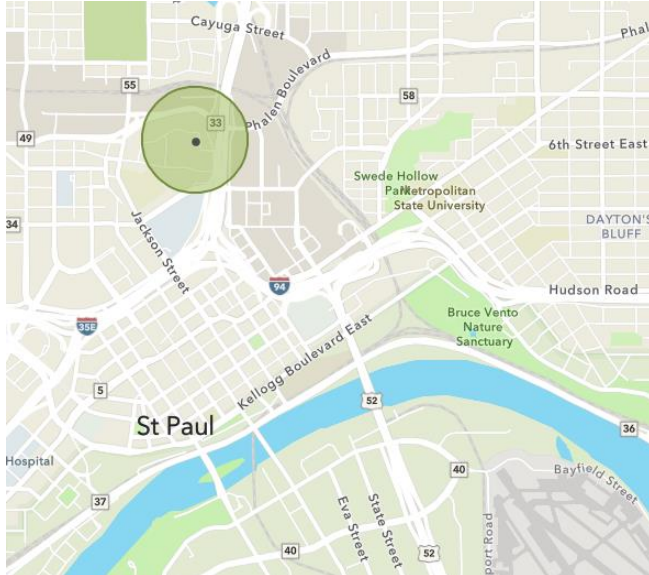 Cayuga Street
Phalen Boulevard
Pha
55
33
58
49
6th Street East
Swede Hollow
Park
Metropolitan
State University
DAYTON'S
BLUFF
34
Jackson Street
94
Hudson Road
35E
Bruce Vento
Nature
Sanctuary
Kellogg Boulevard East
5
52
St Paul
36
Hospital
40
Bayfield Street
37
Eva Street
State Street
port Road
40
52